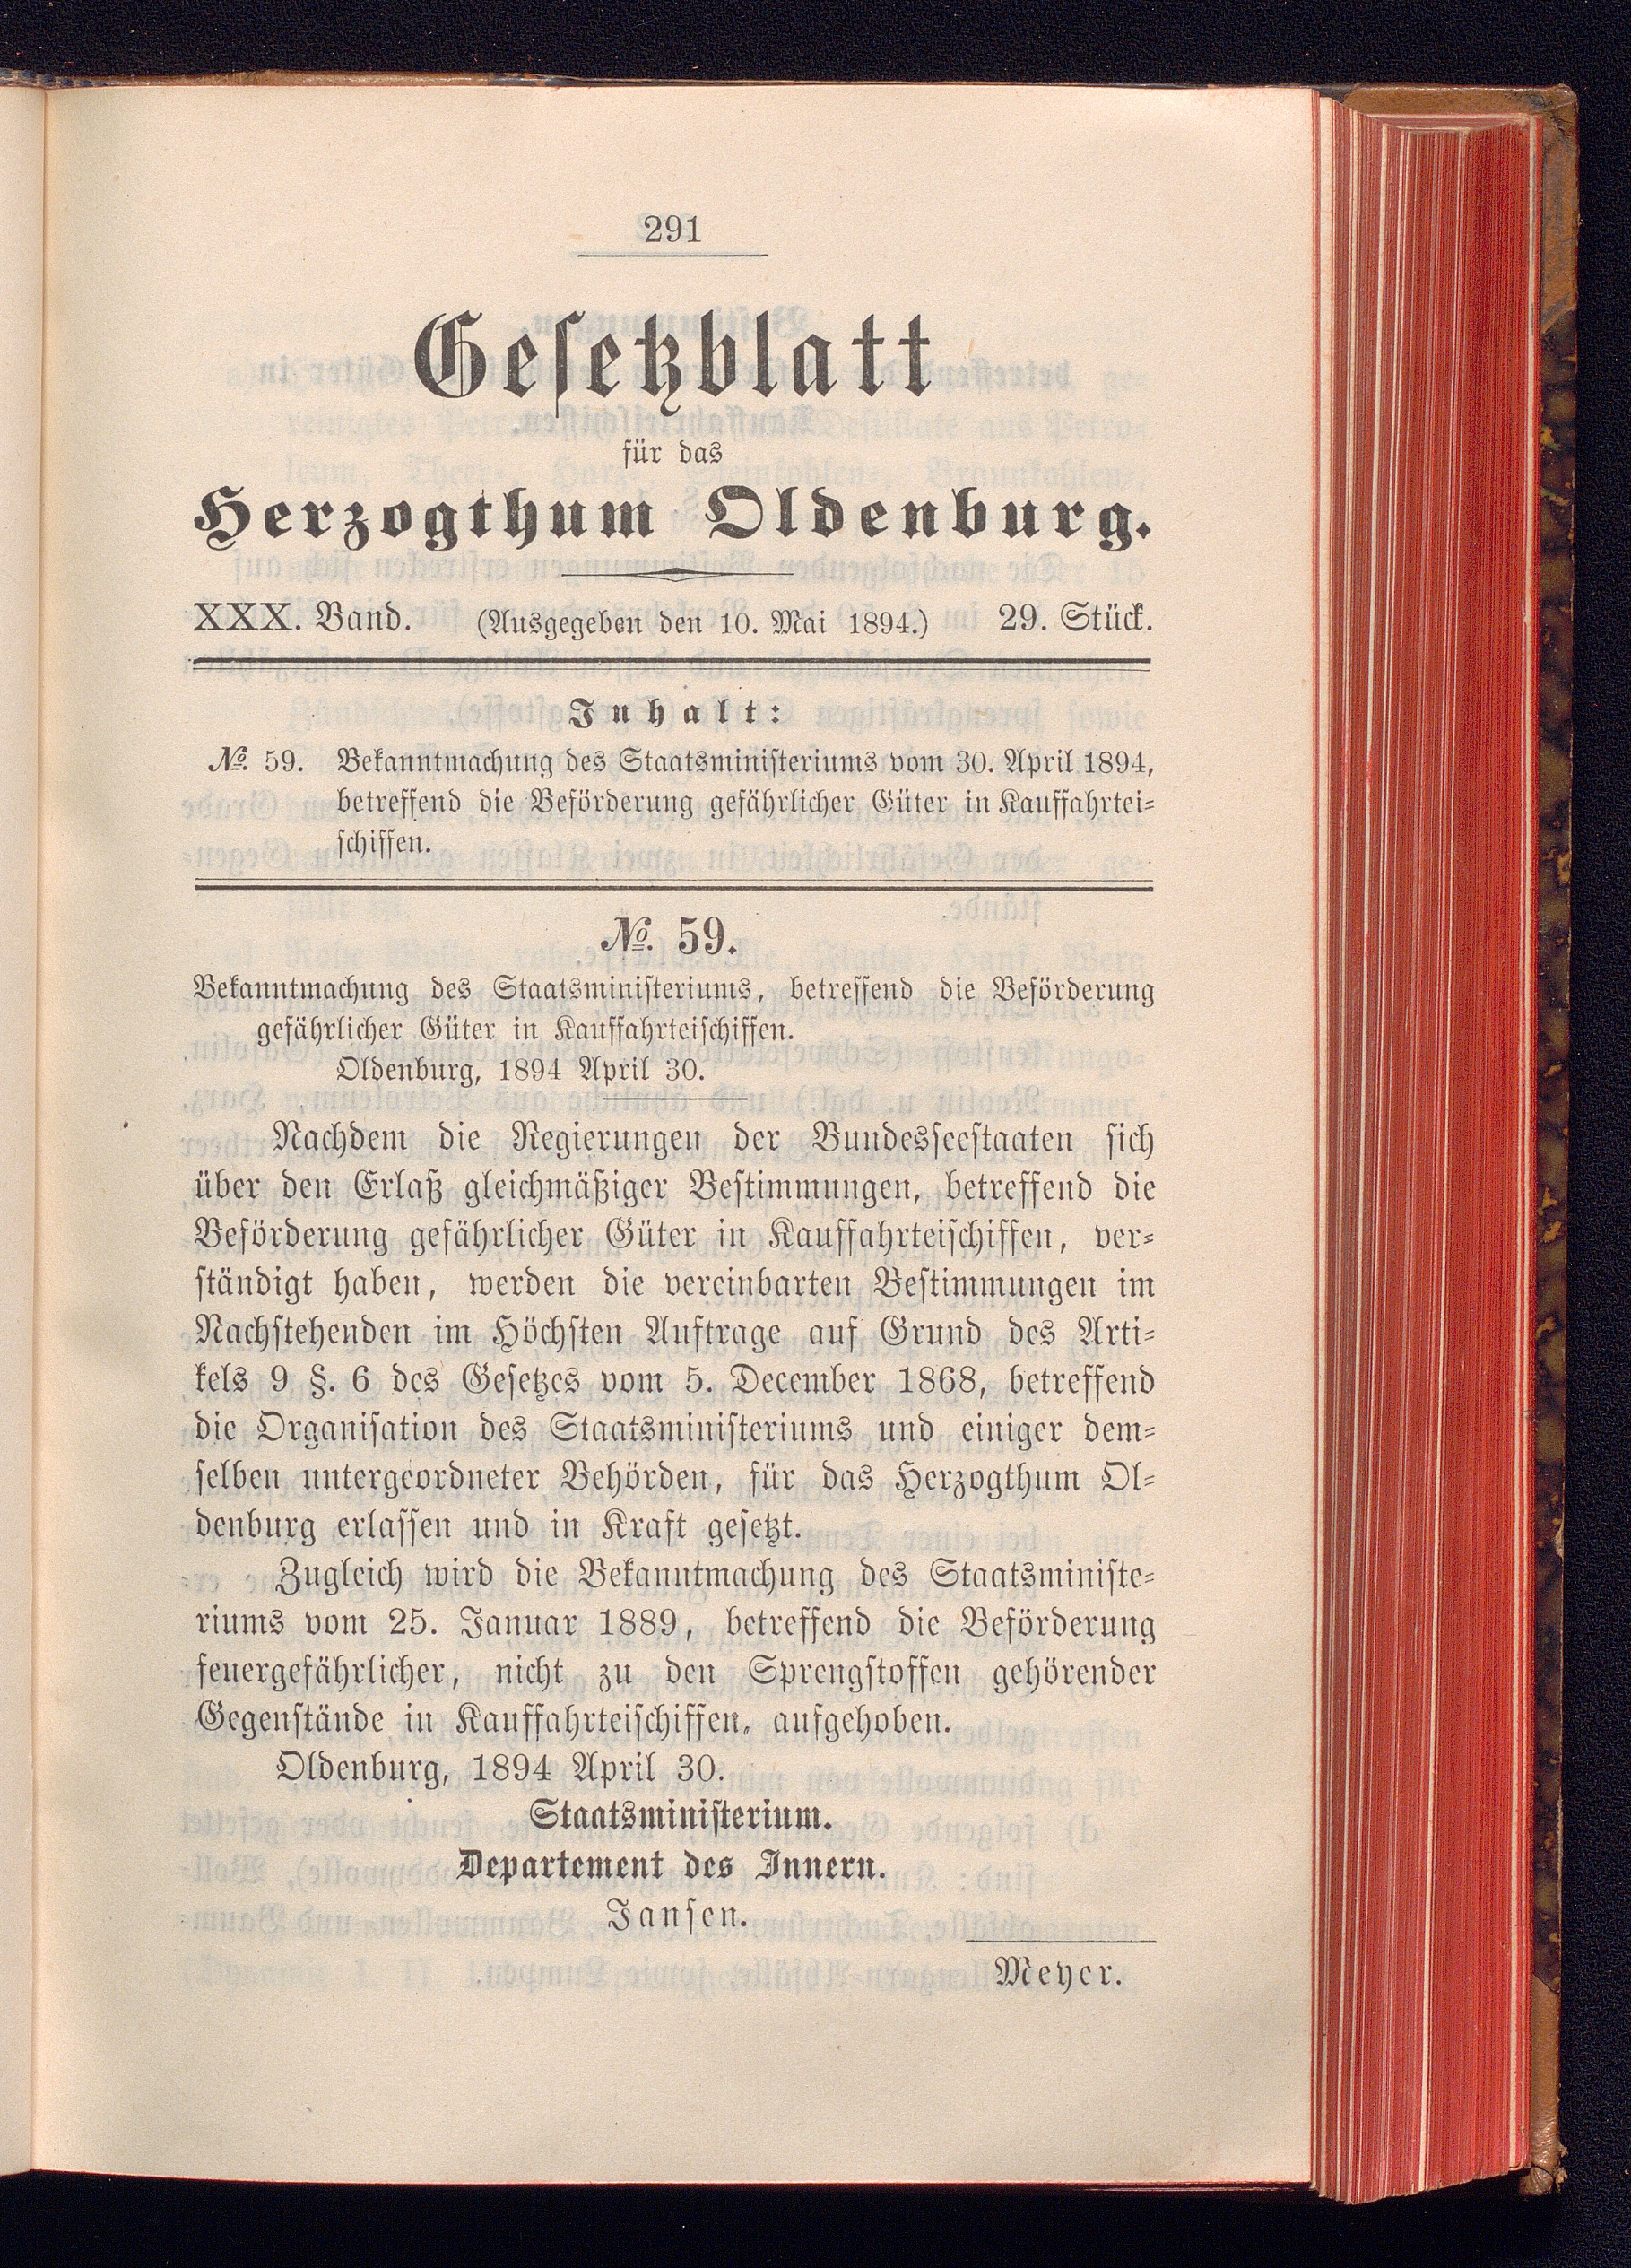 291
Gesetzblatt
für das
Herzogthum Oldenburg.
XXX. Band. (Ausgegeben den 10. Mai 1894.) 29. Stück.
Inhalt:
№. 59. Bekanntmachung des Staatsministeriums vom 30. April 1894,
betreffend die Beförderung gefährlicher Güter in Kauffahrtei-
schiffen.
№. 59.
Bekanntmachung des Staatsministeriums, betreffend die Beförderung
gefährlicher Güter in Kauffahrteischiffen.
Oldenburg, 1894 April 30.
Nachdem die Regierungen der Bundesseestaaten sich
über den Erlaß gleichmäßiger Bestimmungen, betreffend die
Beförderung gefährlicher Güter in Kauffahrteischiffen, ver-
ständigt haben, werden die vereinbarten Bestimmungen im
Nachstehenden im Höchsten Auftrage auf Grund des Arti-
kels 9 §. 6 des Gesetzes vom 5. December 1868, betreffend
die Organisation des Staatsministeriums und einiger dem-
selben untergeordneter Behörden, für das Herzogthum Ol-
denburg erlassen und in Kraft gesetzt.
Zugleich wird die Bekanntmachung des Staatsministe-
riums vom 25. Januar 1889, betreffend die Beförderung
feuergefährlicher, nicht zu den Sprengstoffen gehörender
Gegenstände in Kauffahrteischiffen, aufgehoben.
Oldenburg, 1894 April 30.
Staatsministerium.
Departement des Innern.
Jansen.
Meyer.